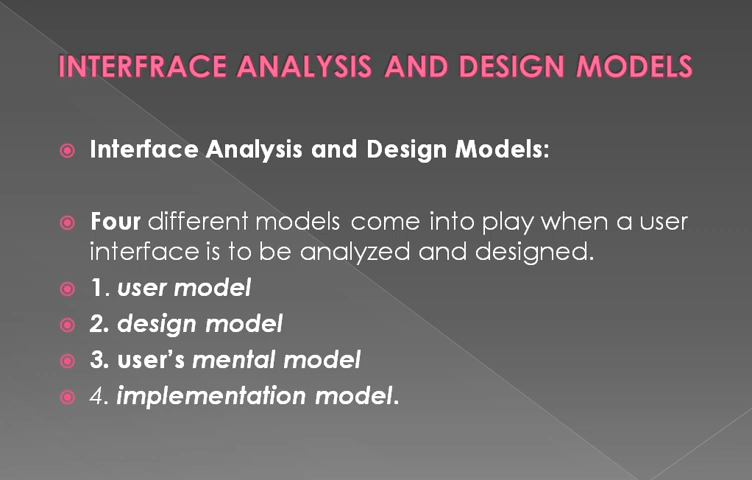 INTERFRACE ANALYSIS AND DESIGN MODELS
Interface Analysis and Design Models:
Four different models come into play when a user
interface is to be analyzed and designed.
1. user model
2. design model
3. user's mental model
4. implementation model.